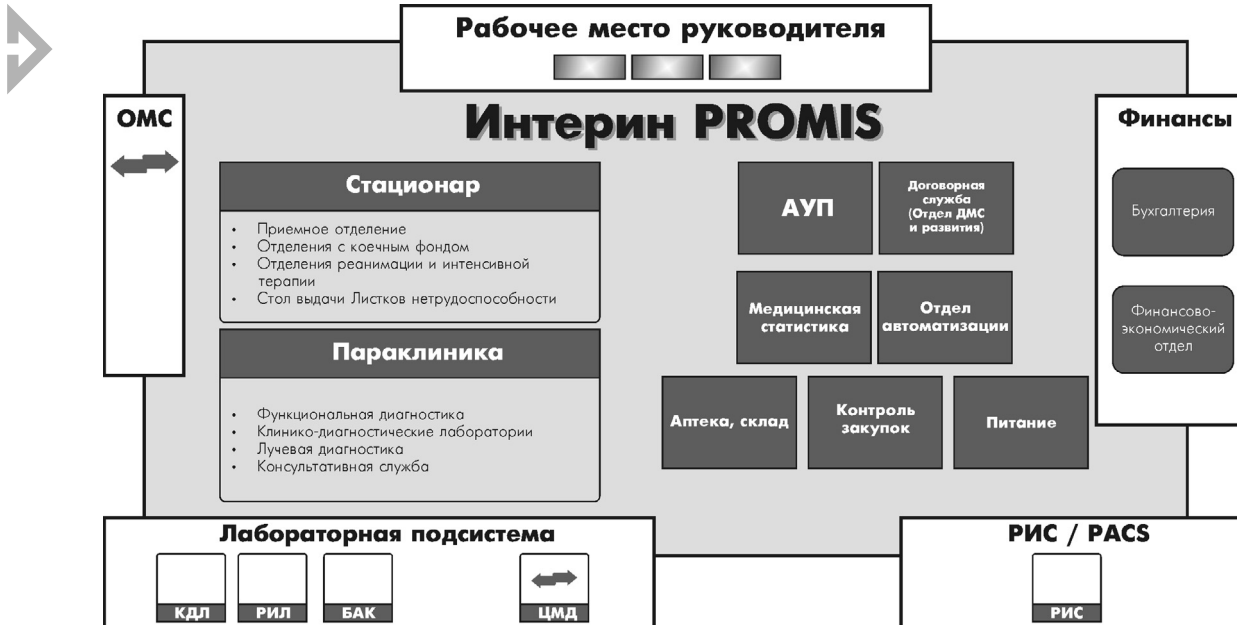 Рабочее место руководителя
Интерин PROMIS
ОМС
Стационар
• Приемное отделение
• Отделения с коечным фондом
• Отделения реанимации и интенсивной
терапии
• Стол выдачи Листков нетрудоспособности
Параклиника
• Функциональная диагностика
• Клинико-диагностические лаборатории
• Лучевая диагностика
• Консультативная служба
АУП
Договорная
служба
(Отдел ДМС
и развития)
Медицинская
статистика
Отдел
автоматизации
Аптека, склад
Контроль
закупок
Питание
Финансы
Бухгалтерия
Финансово-
экономический
отдел
Лабораторная подсистема
КДЛ
РИЛ
БАК
ЦМД
РИС / PACS
РИС